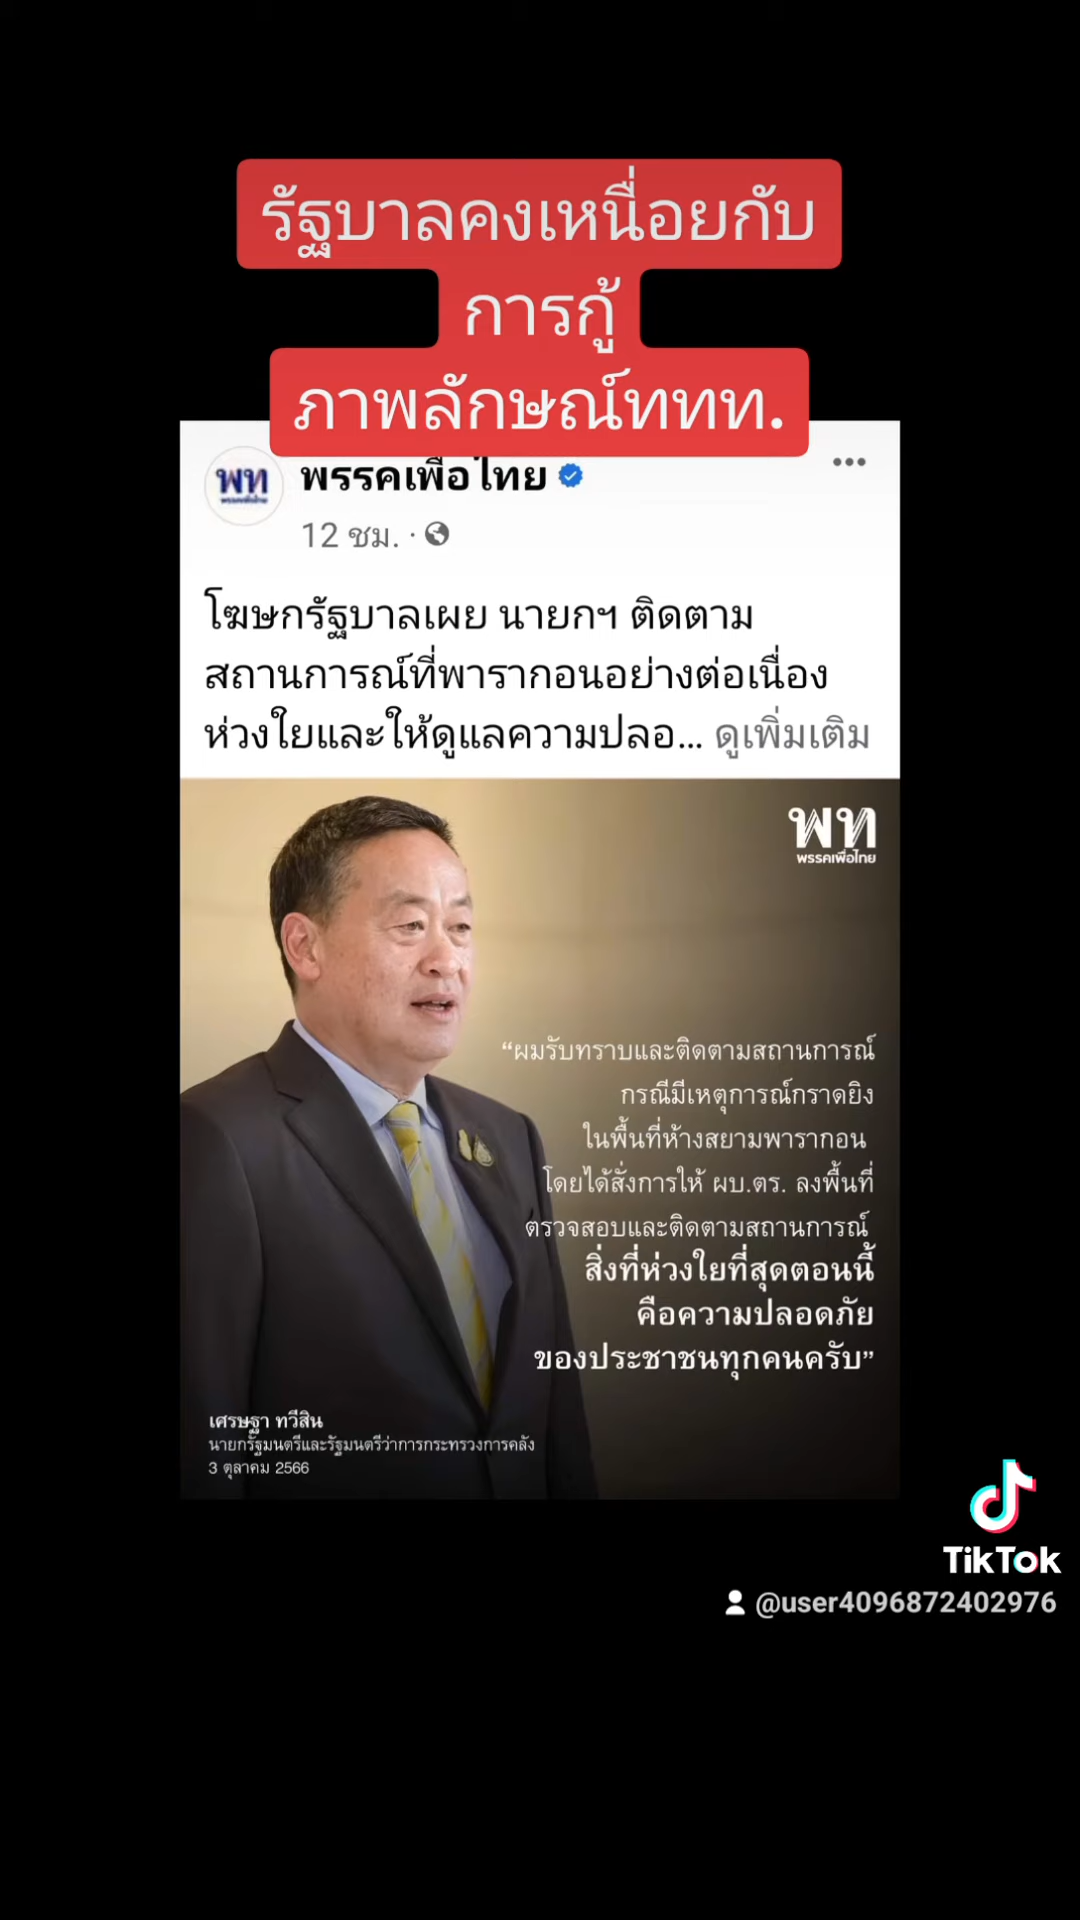 รัฐบาลคงเหนื่อยกับ
การกู้
ภาพลักษณ์ททท.
พท
พรรคเพื่อไทย
พรรคเพื่อไทย
12 ชม.
โฆษกรัฐบาลเผย นายกฯ ติดตาม
สถานการณ์ที่พารากอนอย่างต่อเนื่อง
ห่วงใยและให้ดูแลความปลอ... ดูเพิ่มเติม
พท
พรรคเพื่อไทย
“ผมรับทราบและติดตามสถานการณ์
กรณีมีเหตุการณ์กราดยิง
ในพื้นที่ห้างสยามพารากอน
โดยได้สั่งการให้ ผบ.ตร. ลงพื้นที่
ตรวจสอบและติดตามสถานการณ์
สิ่งที่ห่วงใยที่สุดตอนนี้
คือความปลอดภัย
ของประชาชนทุกคนครับ”
เศรษฐา ทวีสิน
นายกรัฐมนตรีและรัฐมนตรีว่าการกระทรวงการคลัง
3 ตุลาคม 2566
TikTok
@user4096872402976